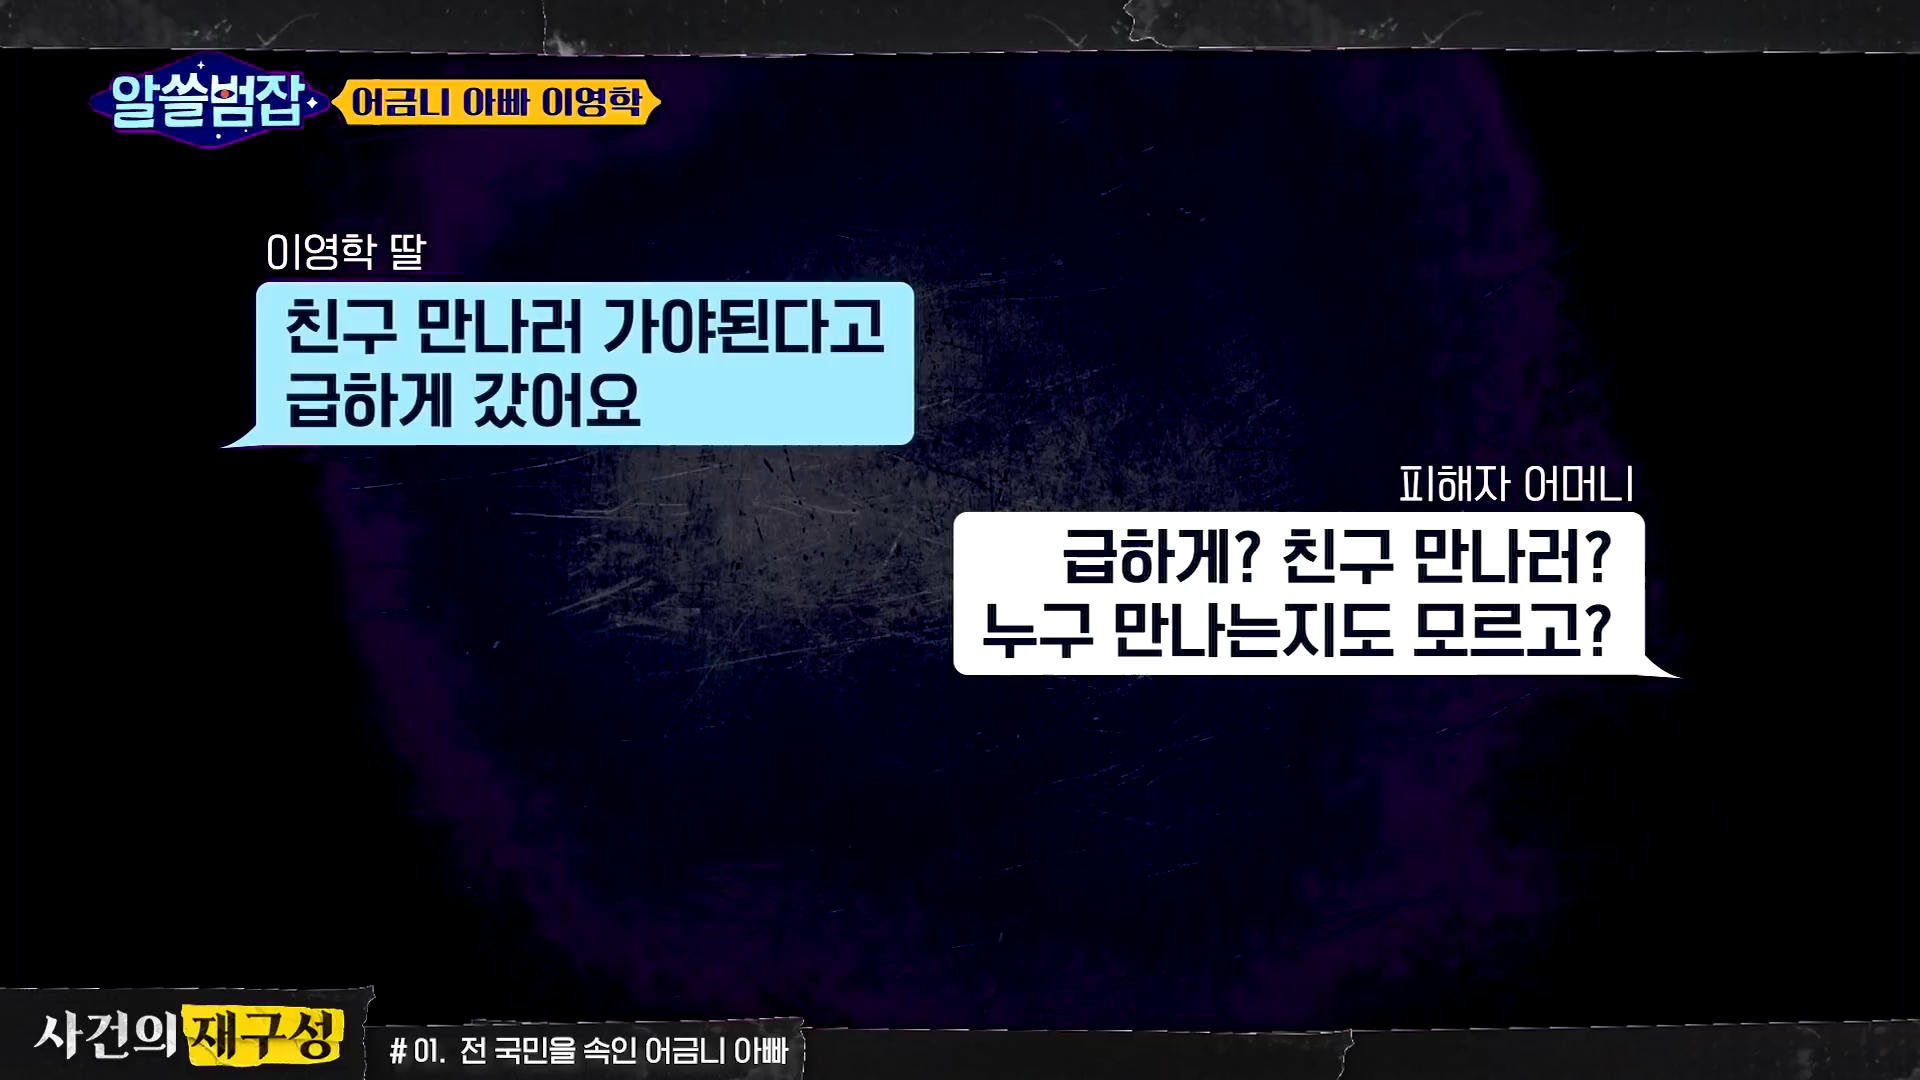 알쓸범잡
어금니 아빠 이영학
이영학 딸
친구 만나러 가야된다고
급하게 갔어요
피해자 어머니
급하게? 친구 만나러?
누구 만나는지도 모르고?
사건의 재구성
# 01. 전 국민을 속인 어금니 아빠